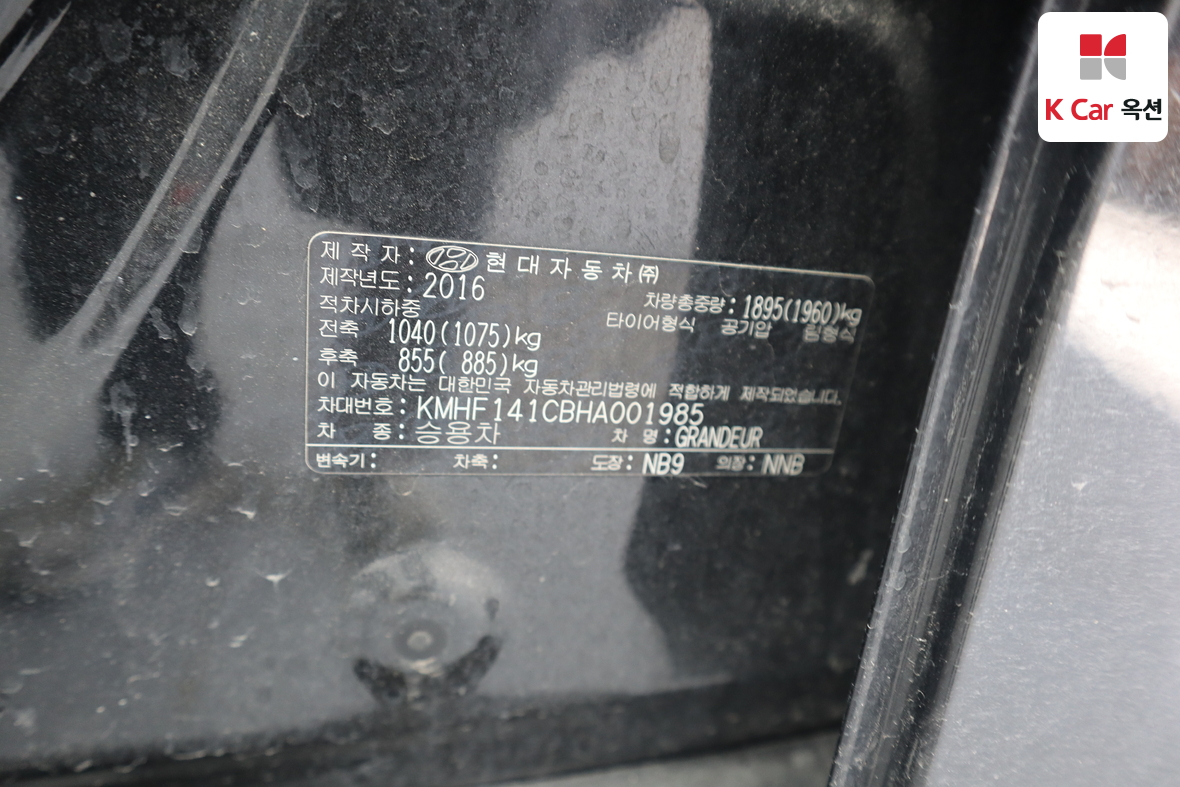 K Car 옥션
제 작 자 : 현 대 자 동 차 ㈜
제작년도 : 2016
적차시하중 차량총중량 : 1895(1960)kg
전축 1040(1075)kg 타이어형식 공기압 림형식
후축 855( 885)kg
이 자동차는 대한민국 자동차관리법령에 적합하게 제작되었습니다.
차대번호 : KMHF141CBHA001985
차 종 : 승용차 차 명 : GRANDEUR
변속기 : 차축 : 도장 : NB9 의장 : NNB